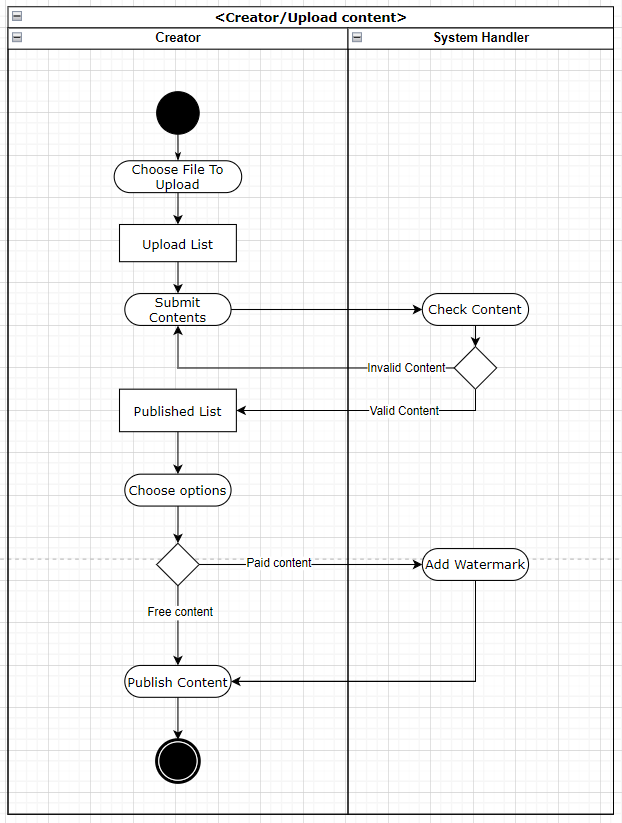 <Creator/Upload content>
Creator
System Handler
Choose File To
Upload
Upload List
Submit
Contents
Check Content
Invalid Content
Published List
Valid Content
Choose options
Paid content
Add Watermark
Free content
Publish Content